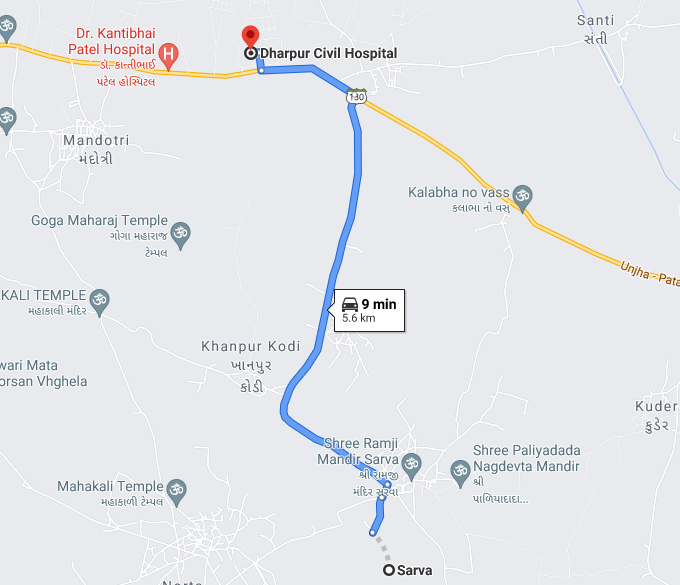 Santi
સંતી
Dr. Kantibhai
Patel Hospital
ડો. કાન્તીભાઈ
પટેલ હોસ્પિટલ
Dharpur Civil Hospital
130
Mandotri
મંદોત્રી
Kalabha no vass
કલાભા નો વસ્
Goga Maharaj Temple
ગોગા મહારાજ
ટેમ્પલ
Unjha - Pata
KALI TEMPLE
મહાકાલી મંદિર
9 min
5.6 km
Khanpur Kodi
ખાનપુર
કોડી
wari Mata
orsan Vhghela
Kuder
કુડેર
Shree Ramji
Mandir Sarva
શ્રી રામજી
મંદિર સરવા
Shree Paliyadada
Nagdevta Mandir
શ્રી
પાળિયાદાદા...
Mahakali Temple
મહાકાળી ટેમ્પલ
Sarva